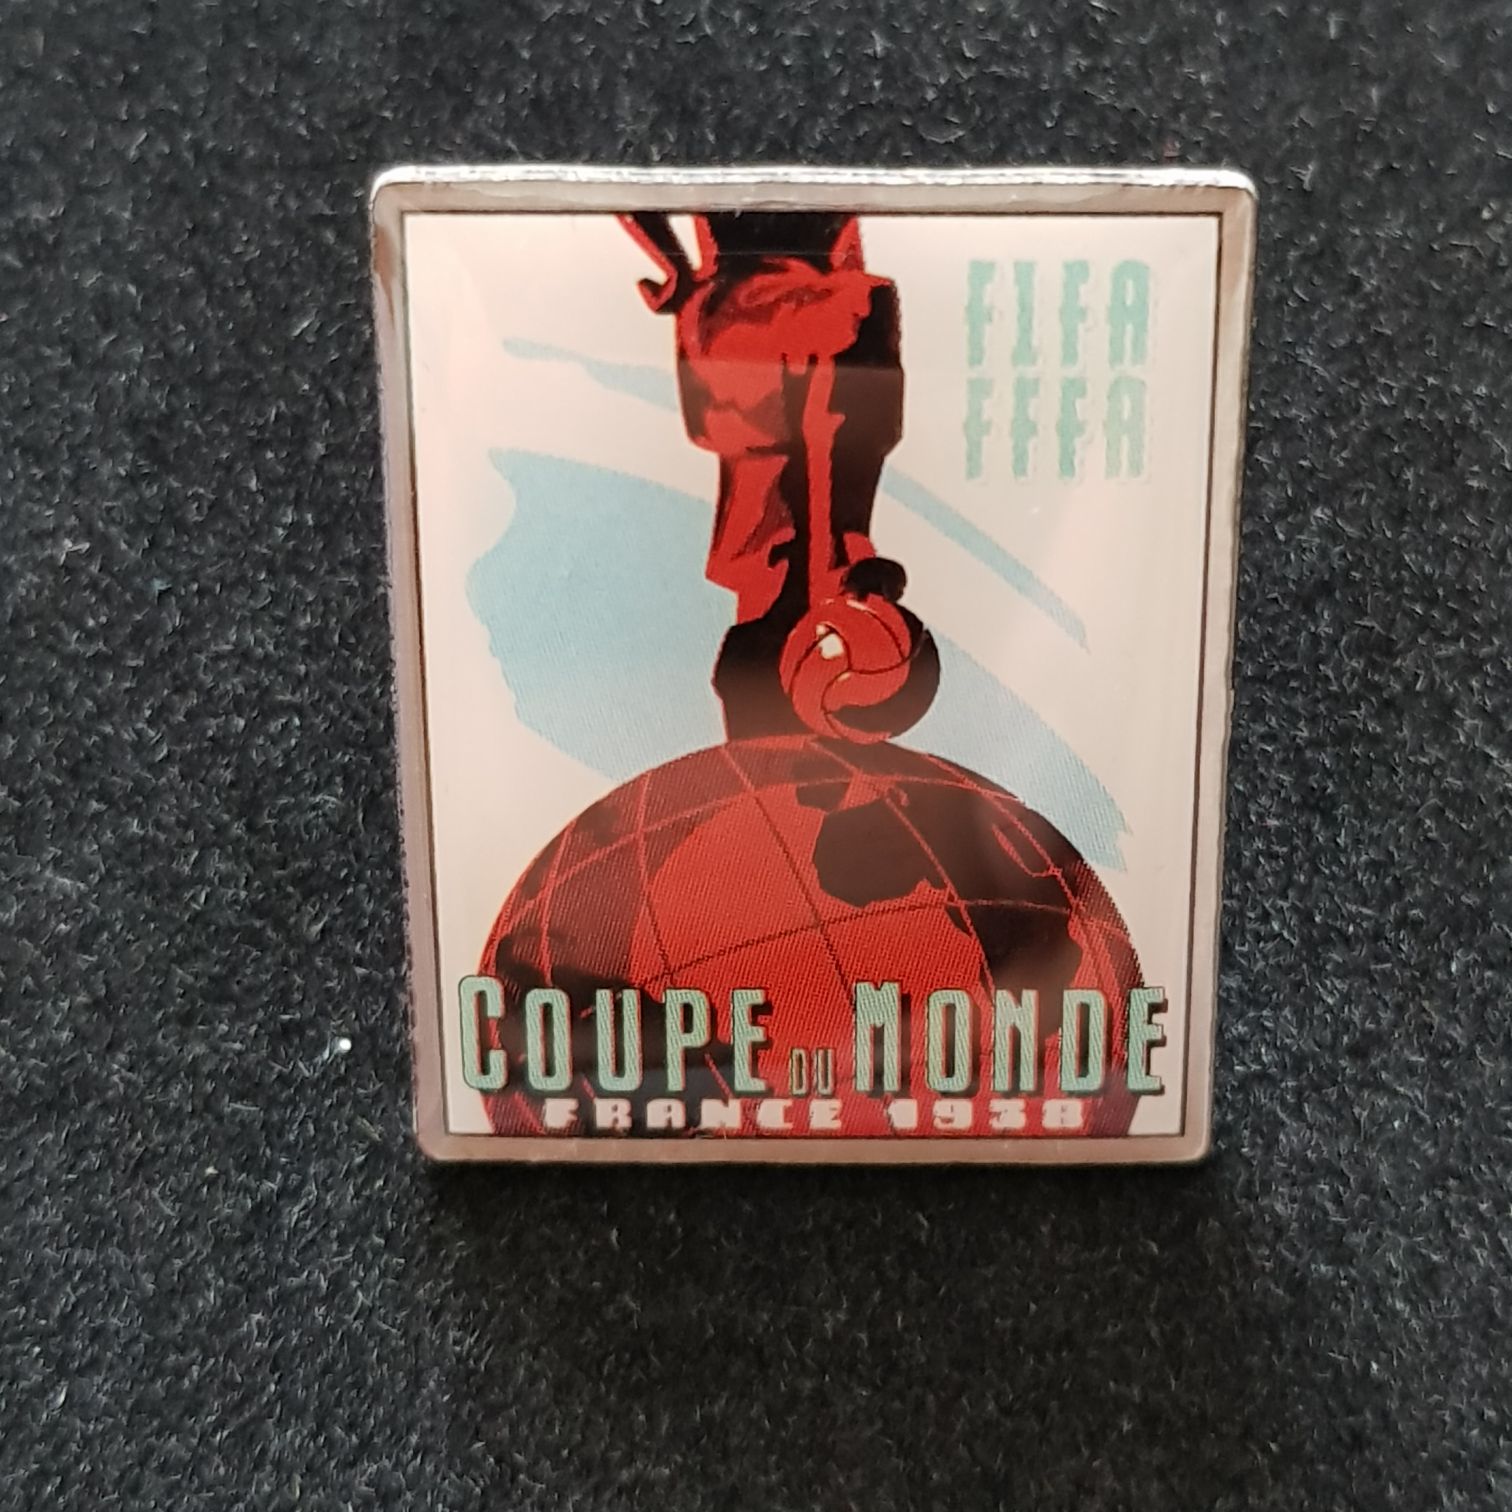 FIFA
FFFA
COUPE DU MONDE
FRANCE 1938